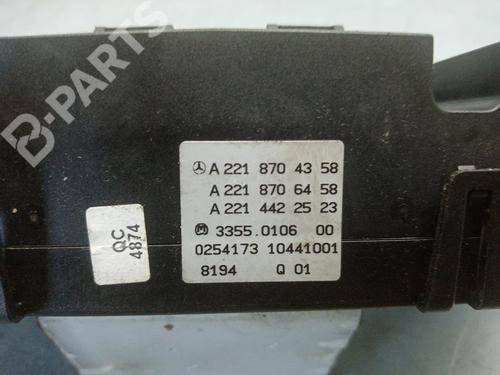 B-PARTS
A 221 870 43 58
A 221 870 64 58
A 221 442 25 23
3355.0106 00
0254173 10441001
8194 Q 01
QC
4874